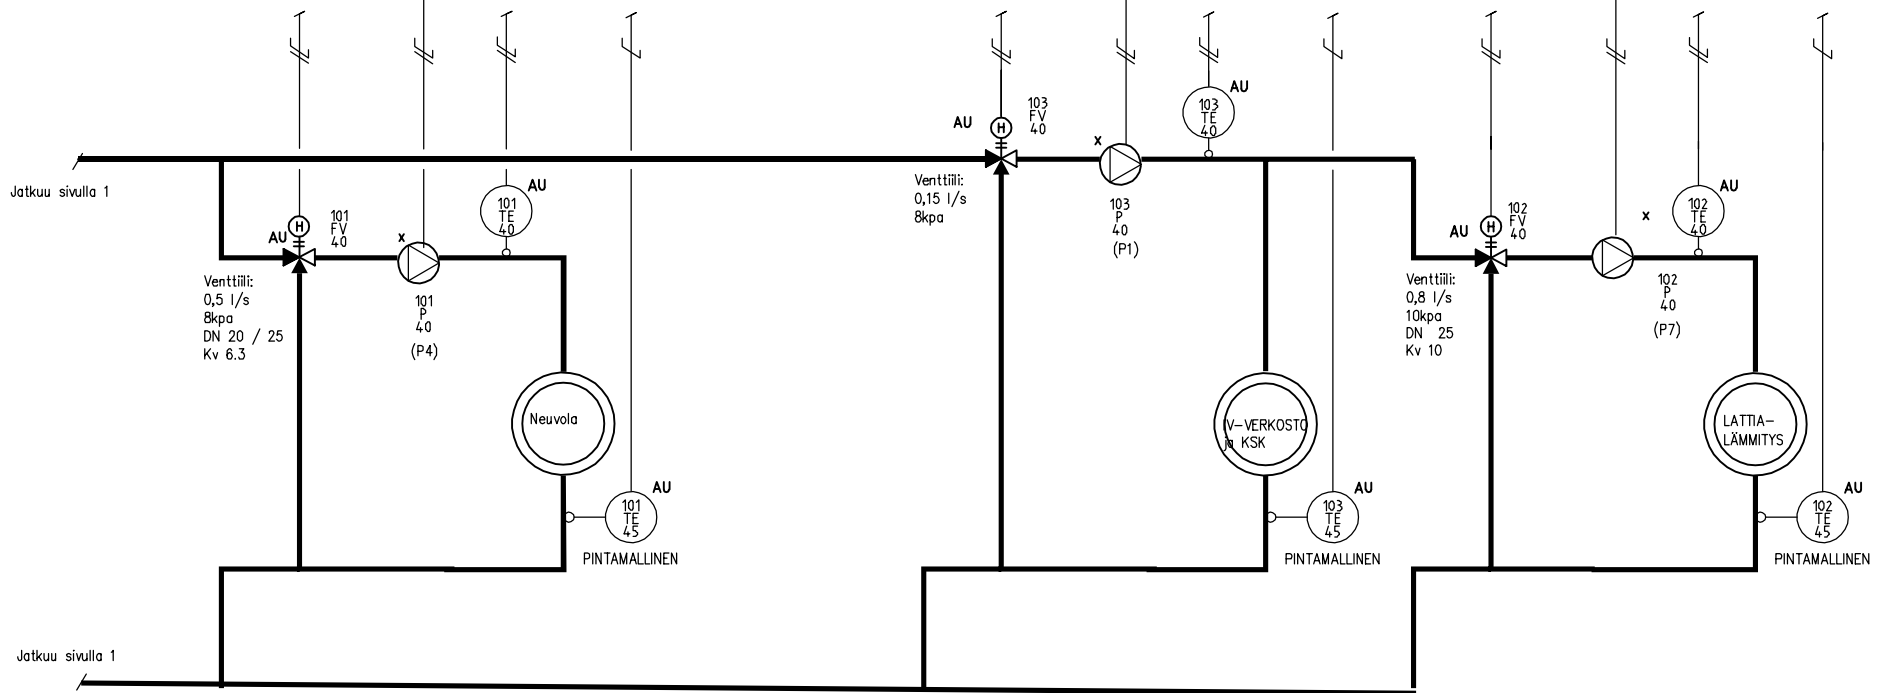 Jatkuu sivulla 1
AU
H
101
FV
40
Venttiili:
0,5 l/s
8kpa
DN 20 / 25
Kv 6.3
x
101
P
40
(P4)
101
TE
40
AU
Neuvola
101
TE
45
AU
PINTAMALLINEN
AU
H
103
FV
40
Venttiili:
0,15 l/s
8kpa
x
103
P
40
(P1)
103
TE
40
AU
IV-VERKOSTO
ja KSK
103
TE
45
AU
PINTAMALLINEN
AU
H
102
FV
40
Venttiili:
0,8 l/s
10kpa
DN 25
Kv 10
x
102
P
40
(P7)
102
TE
40
AU
LATTIA-
LÄMMITYS
102
TE
45
AU
PINTAMALLINEN
Jatkuu sivulla 1